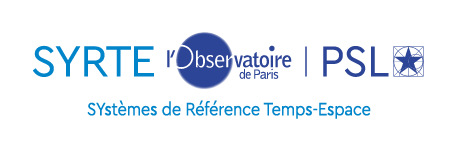 SYRTE l'Observatoire de Paris | PSL
SYstèmes de Référence Temps-Espace